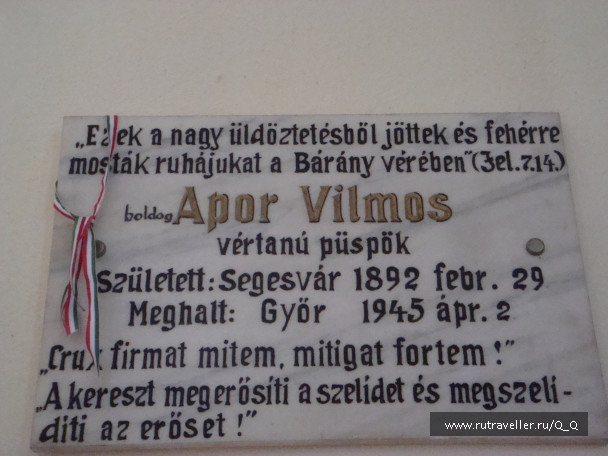 „Ezek a nagy üldöztetésből jöttek és fehérre
mosták ruhájukat a Bárány vérében"(Jel.7.14.)
boldog Apor Vilmos
vértanú püspök
Született: Segesvár 1892 febr. 29
Meghalt: Győr 1945 ápr. 2
„Crux firmat mitem, mitigat fortem !"
„A kereszt megerősíti a szelídet és megszelí-
díti az erőset !"
www.rutraveller.ru/Q_Q